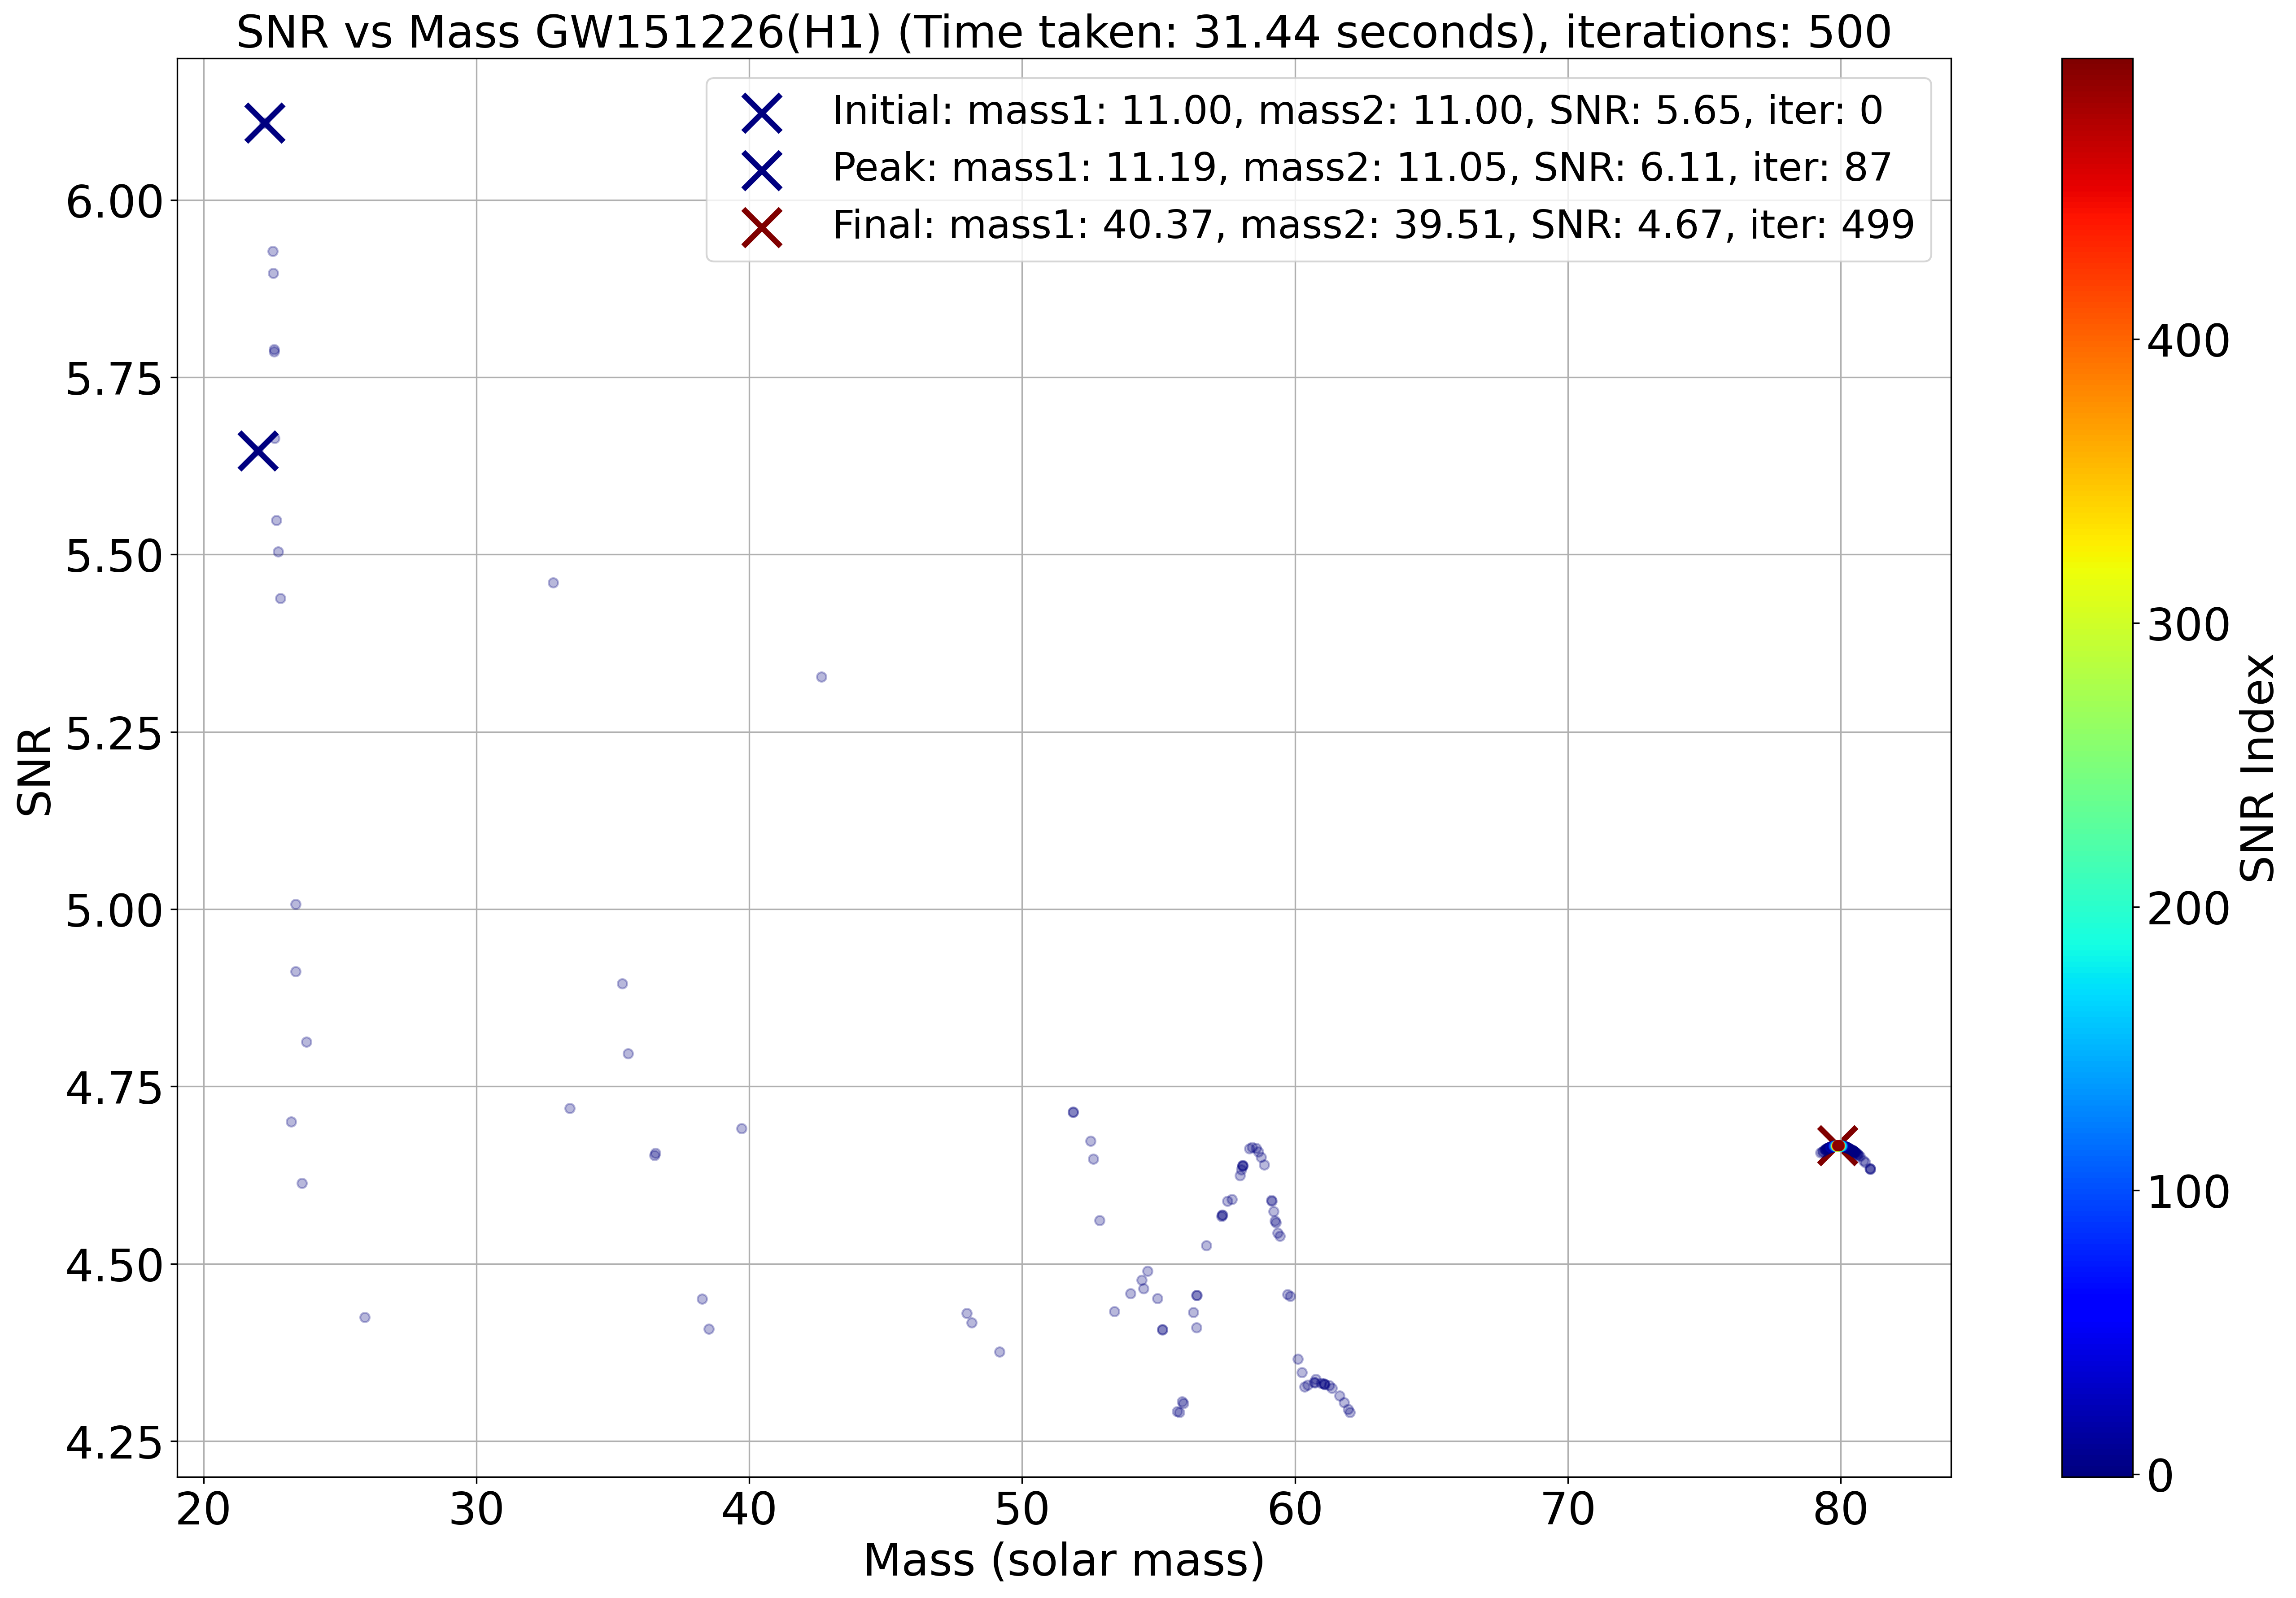 SNR vs Mass GW151226(H1) (Time taken: 31.44 seconds), iterations: 500
Initial: mass1: 11.00, mass2: 11.00, SNR: 5.65, iter: 0
Peak: mass1: 11.19, mass2: 11.05, SNR: 6.11, iter: 87
Final: mass1: 40.37, mass2: 39.51, SNR: 4.67, iter: 499
SNR
6.00
5.75
5.50
5.25
5.00
4.75
4.50
4.25
20 30 40 50 60 70 80
Mass (solar mass)
400
300
200
100
0
SNR Index